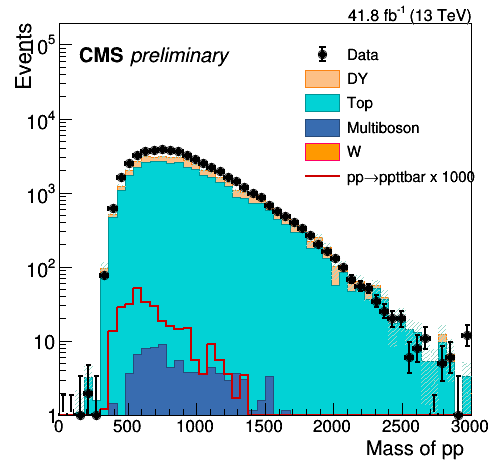 41.8 fb⁻¹ (13 TeV)
Events
CMS preliminary
Data
DY
Top
Multiboson
W
pp→ppttbar x 1000
10⁵
10⁴
10³
10²
10
1
0 500 1000 1500 2000 2500 3000
Mass of pp